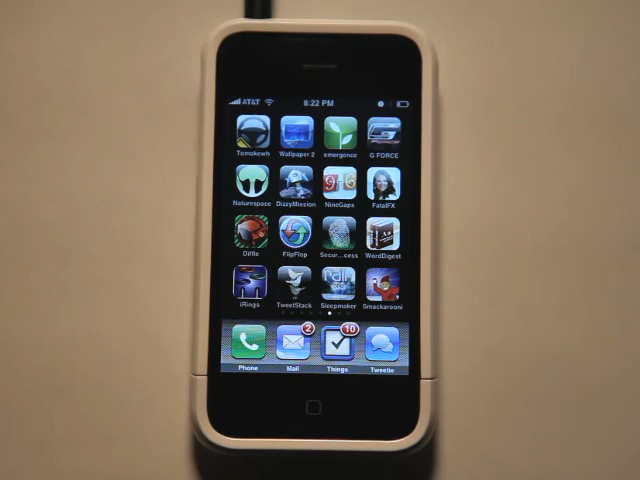 AT&T 8:22 PM
Tomokewh Wallpaper 2 emergence G FORCE
Naturespace DizzyMission NineGaps FatalFX
Diffle FlipFlop Secur...cess WordDigest
iRings TweetStack Sleepmaker Smackarooni
2 10
Phone Mail Things Tweetie